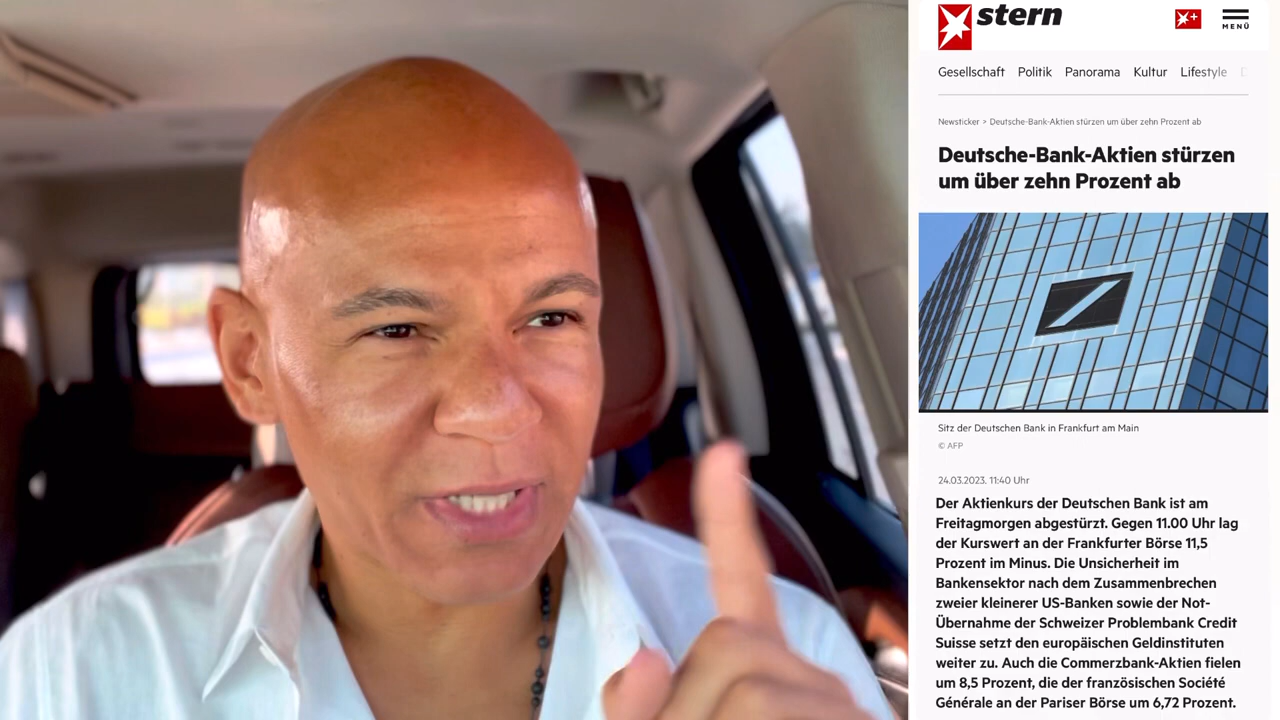 stern
MENÜ
Gesellschaft Politik Panorama Kultur Lifestyle
Newsticker > Deutsche-Bank-Aktien stürzen um über zehn Prozent ab
Deutsche-Bank-Aktien stürzen
um über zehn Prozent ab
Sitz der Deutschen Bank in Frankfurt am Main
© AFP
24.03.2023, 11:40 Uhr
Der Aktienkurs der Deutschen Bank ist am
Freitagmorgen abgestürzt. Gegen 11.00 Uhr lag
der Kurswert an der Frankfurter Börse 11,5
Prozent im Minus. Die Unsicherheit im
Bankensektor nach dem Zusammenbrechen
zweier kleinerer US-Banken sowie der Not-
Übernahme der Schweizer Problembank Credit
Suisse setzt den europäischen Geldinstituten
weiter zu. Auch die Commerzbank-Aktien fielen
um 8,5 Prozent, die der französischen Société
Générale an der Pariser Börse um 6,72 Prozent.